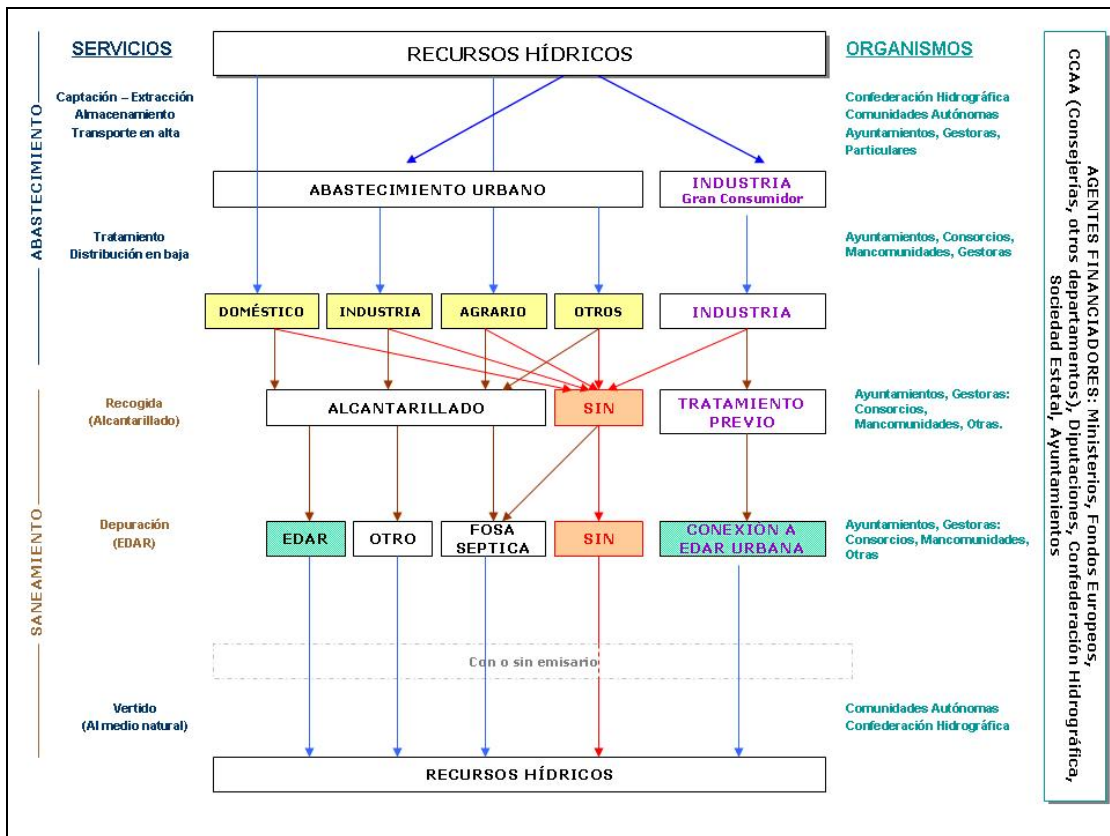 SERVICIOS
RECURSOS HÍDRICOS
ORGANISMOS
ABASTECIMIENTO
Captación – Extracción
Almacenamiento
Transporte en alta
Confederación Hidrográfica
Comunidades Autónomas
Ayuntamientos, Gestoras,
Particulares
ABASTECIMIENTO URBANO
INDUSTRIA
Gran Consumidor
Tratamiento
Distribución en baja
Ayuntamientos, Consorcios,
Mancomunidades, Gestoras
DOMÉSTICO
INDUSTRIA
AGRARIO
OTROS
INDUSTRIA
SANEAMIENTO
Recogida
(Alcantarillado)
ALCANTARILLADO
SIN
TRATAMIENTO
PREVIO
Ayuntamientos, Gestoras:
Consorcios,
Mancomunidades, Otras.
Depuración
(EDAR)
EDAR
OTRO
FOSA
SEPTICA
SIN
CONEXIÓN A
EDAR URBANA
Ayuntamientos, Gestoras:
Consorcios, Mancomunidades,
Otras
Con o sin emisario
Vertido
(Al medio natural)
Comunidades Autónomas
Confederación Hidrográfica
RECURSOS HÍDRICOS
AGENTES FINANCIADORES: Ministerios, Fondos Europeos,
CCAA (Consejerías, otros departamentos), Diputaciones, Confederación Hidrográfica,
Sociedad Estatal, Ayuntamientos